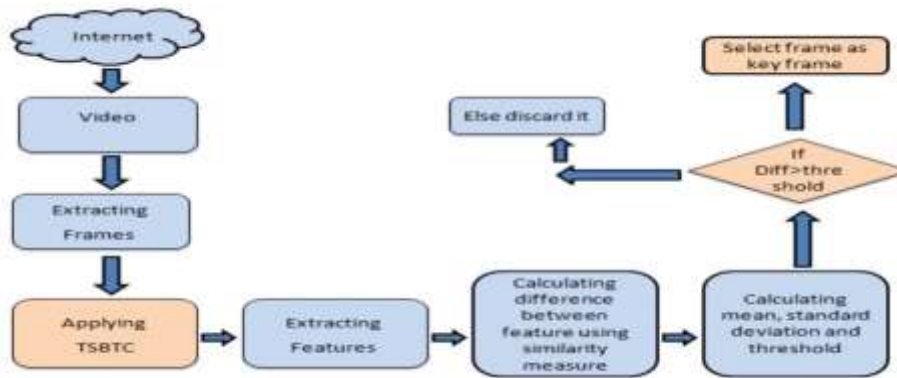 Internet
Video
Extracting
Frames
Applying
TSBTC
Extracting
Features
Calculating
difference
between
feature using
similarity
measure
Calculating
mean, standard
deviation and
threshold
If
Diff>thre
shold
Else discard it
Select frame as
key frame